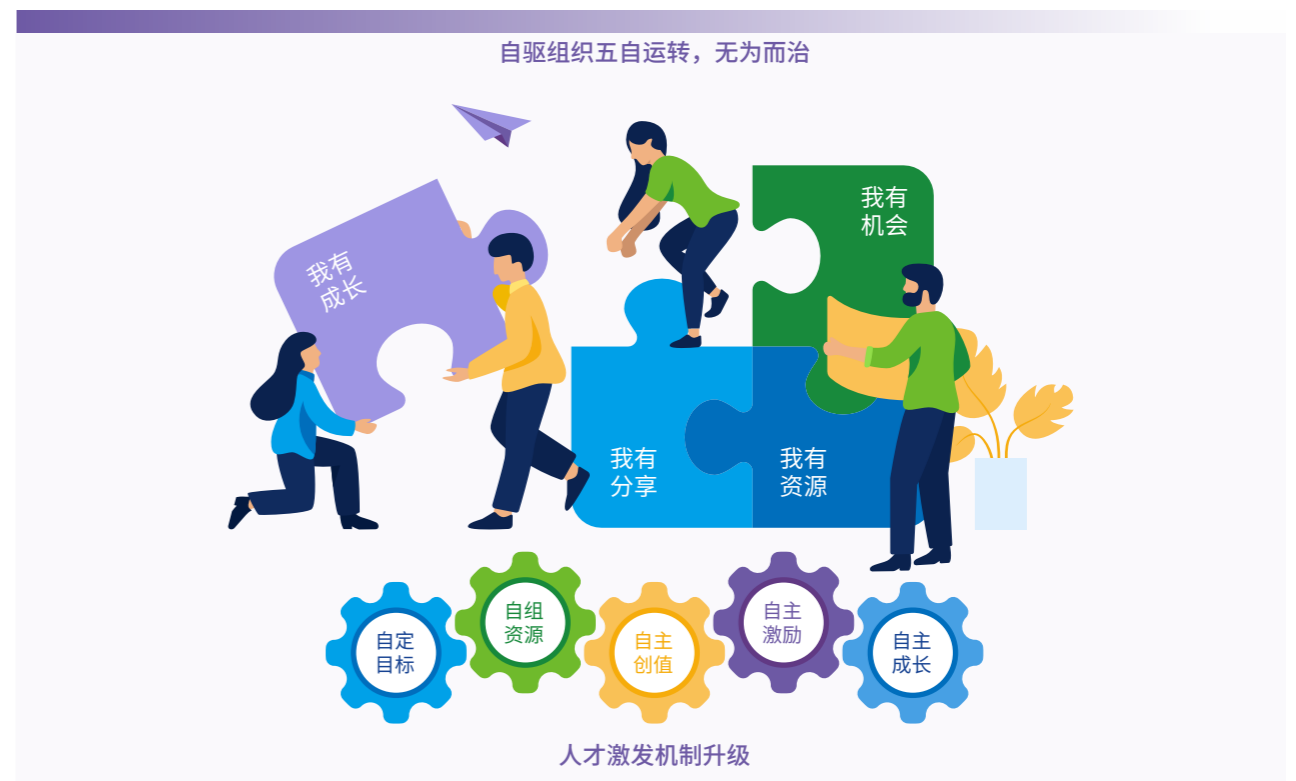 自驱组织五自运转，无为而治
我有
机会
我有
成长
我有
分享
我有
资源
自组
资源
自主
激励
自定
目标
自主
创值
自主
成长
人才激发机制升级